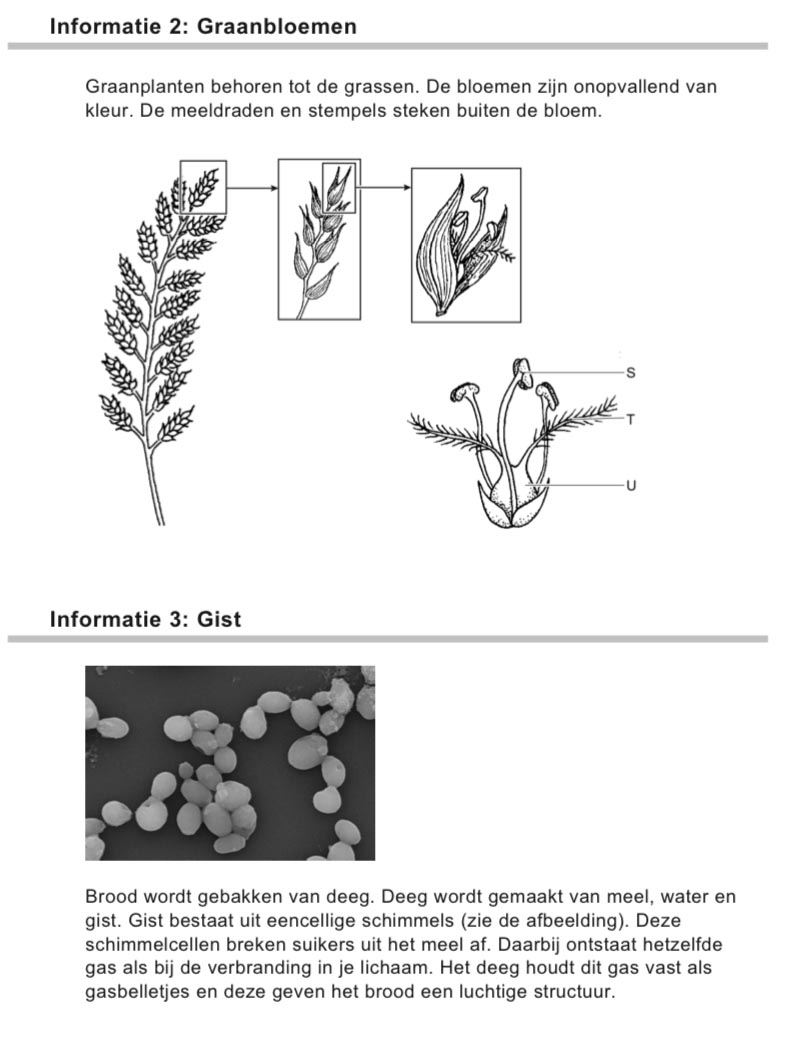 Informatie 2: Graanbloemen
Graanplanten behoren tot de grassen. De bloemen zijn onopvallend van
kleur. De meeldraden en stempels steken buiten de bloem.
S
T
U
Informatie 3: Gist
Brood wordt gebakken van deeg. Deeg wordt gemaakt van meel, water en
gist. Gist bestaat uit eencellige schimmels (zie de afbeelding). Deze
schimmelcellen breken suikers uit het meel af. Daarbij ontstaat hetzelfde
gas als bij de verbranding in je lichaam. Het deeg houdt dit gas vast als
gasbelletjes en deze geven het brood een luchtige structuur.